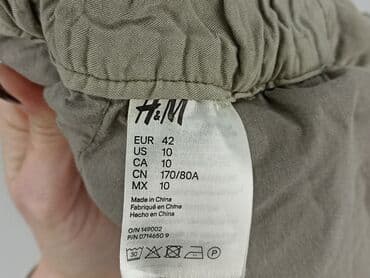 H&M
EUR 42
US 10
CA 10
CN 170/80A
MX 10
Made in China
Fabriqué en Chine
Hecho en China
O/N 149002
P/N 0714650 9
30
P